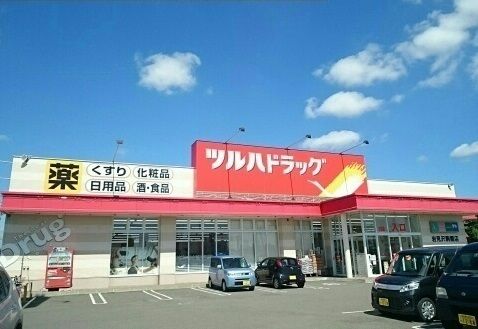 ツルハドラッグ
薬
くすり 化粧品
日用品 酒・食品
Drug
入口